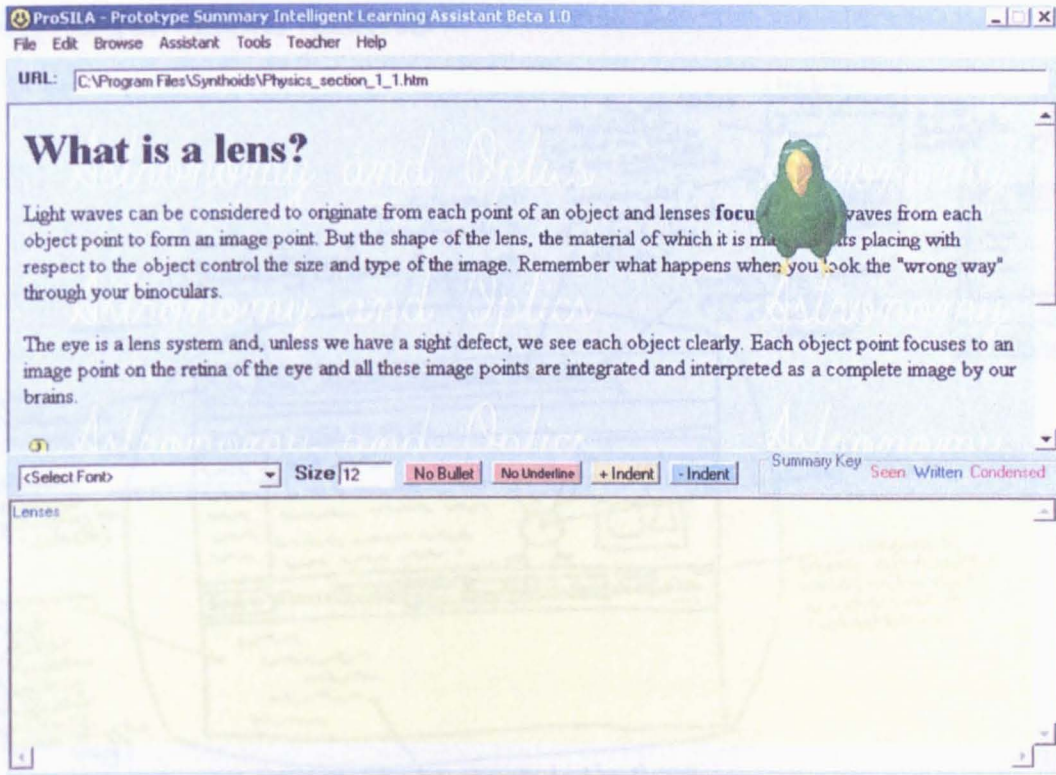 ProSILA - Prototype Summary Intelligent Learning Assistant Beta 1.0
File Edit Browse Assistant Tools Teacher Help
URL: C:\Program Files\Synthoids\Physics_section_1_1.htm
What is a lens?
Light waves can be considered to originate from each point of an object and lenses focu waves from each
object point to form an image point. But the shape of the lens, the material of which it is ma ts placing with
respect to the object control the size and type of the image. Remember what happens when you ook the "wrong way"
through your binoculars.
The eye is a lens system and, unless we have a sight defect, we see each object clearly. Each object point focuses to an
image point on the retina of the eye and all these image points are integrated and interpreted as a complete image by our
brains.
Astronomy and Optics
<Select Font> Size 12 No Bullet No Underline + Indent - Indent Summary Key Seen Written Condensed
Lenses